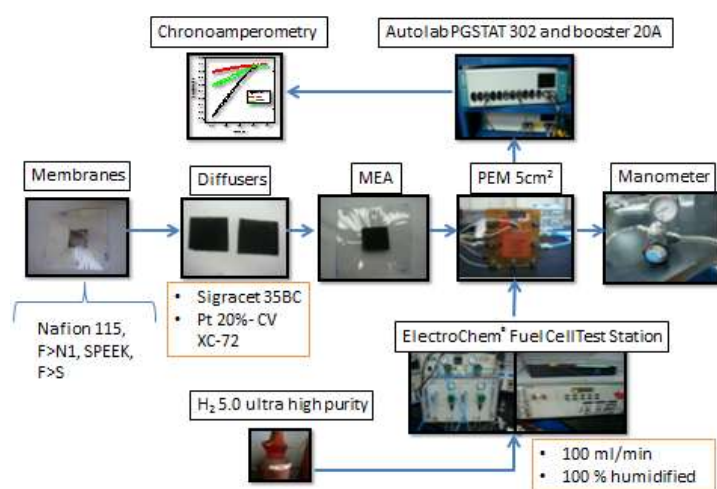 Chronoamperometry
Autolab PGSTAT 302 and booster 20A
Membranes
Diffusers
MEA
PEM 5cm²
Manometer
• Sigracet 35BC
• Pt 20%- CV
XC-72
Nafion 115,
F>N1, SPEEK,
F>S
ElectroChem® Fuel Cell Test Station
H₂ 5.0 ultra high purity
• 100 ml/min
• 100 % humidified